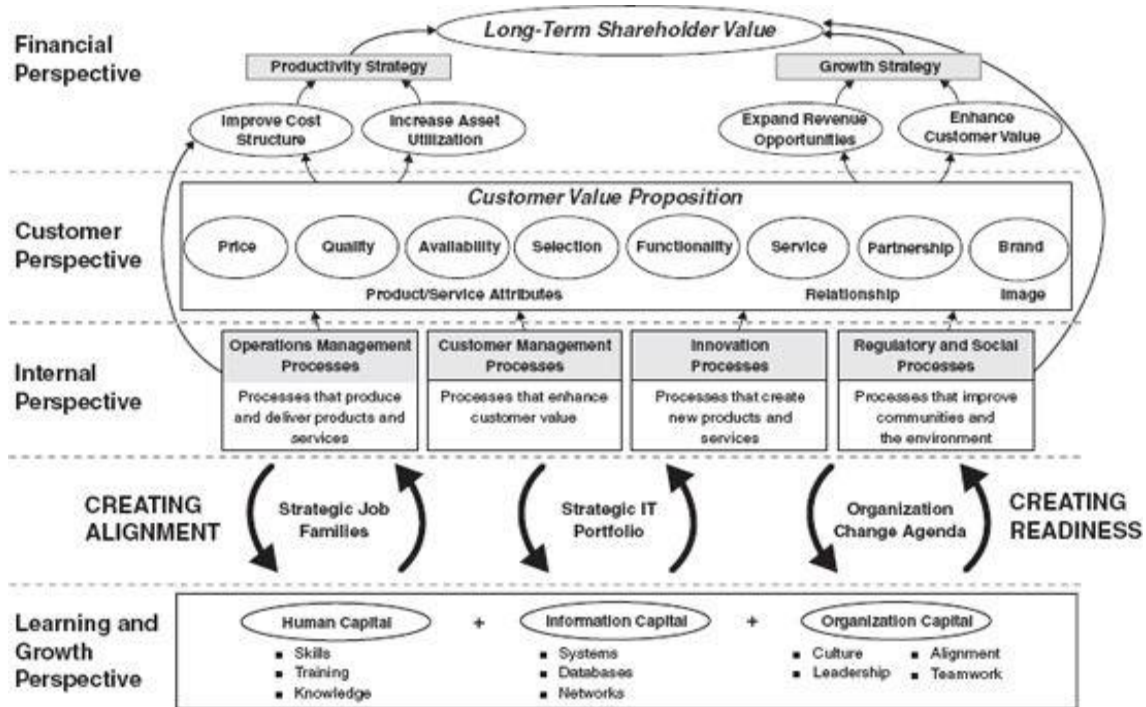 Long-Term Shareholder Value
Financial
Perspective
Productivity Strategy
Growth Strategy
Improve Cost
Structure
Increase Asset
Utilization
Expand Revenue
Opportunities
Enhance
Customer Value
Customer
Perspective
Customer Value Proposition
Price
Quality
Availability
Selection
Functionality
Service
Partnership
Brand
Product/Service Attributes
Relationship
Image
Internal
Perspective
Operations Management
Processes
Processes that produce
and deliver products and
services
Customer Management
Processes
Processes that enhance
customer value
Innovation
Processes
Processes that create
new products and
services
Regulatory and Social
Processes
Processes that improve
communities and
the environment
CREATING
ALIGNMENT
Strategic Job
Families
Strategic IT
Portfolio
Organization
Change Agenda
CREATING
READINESS
Learning and
Growth
Perspective
Human Capital
+
Information Capital
+
Organization Capital
▪ Skills
▪ Training
▪ Knowledge
▪ Systems
▪ Databases
▪ Networks
▪ Culture
▪ Leadership
▪ Alignment
▪ Teamwork